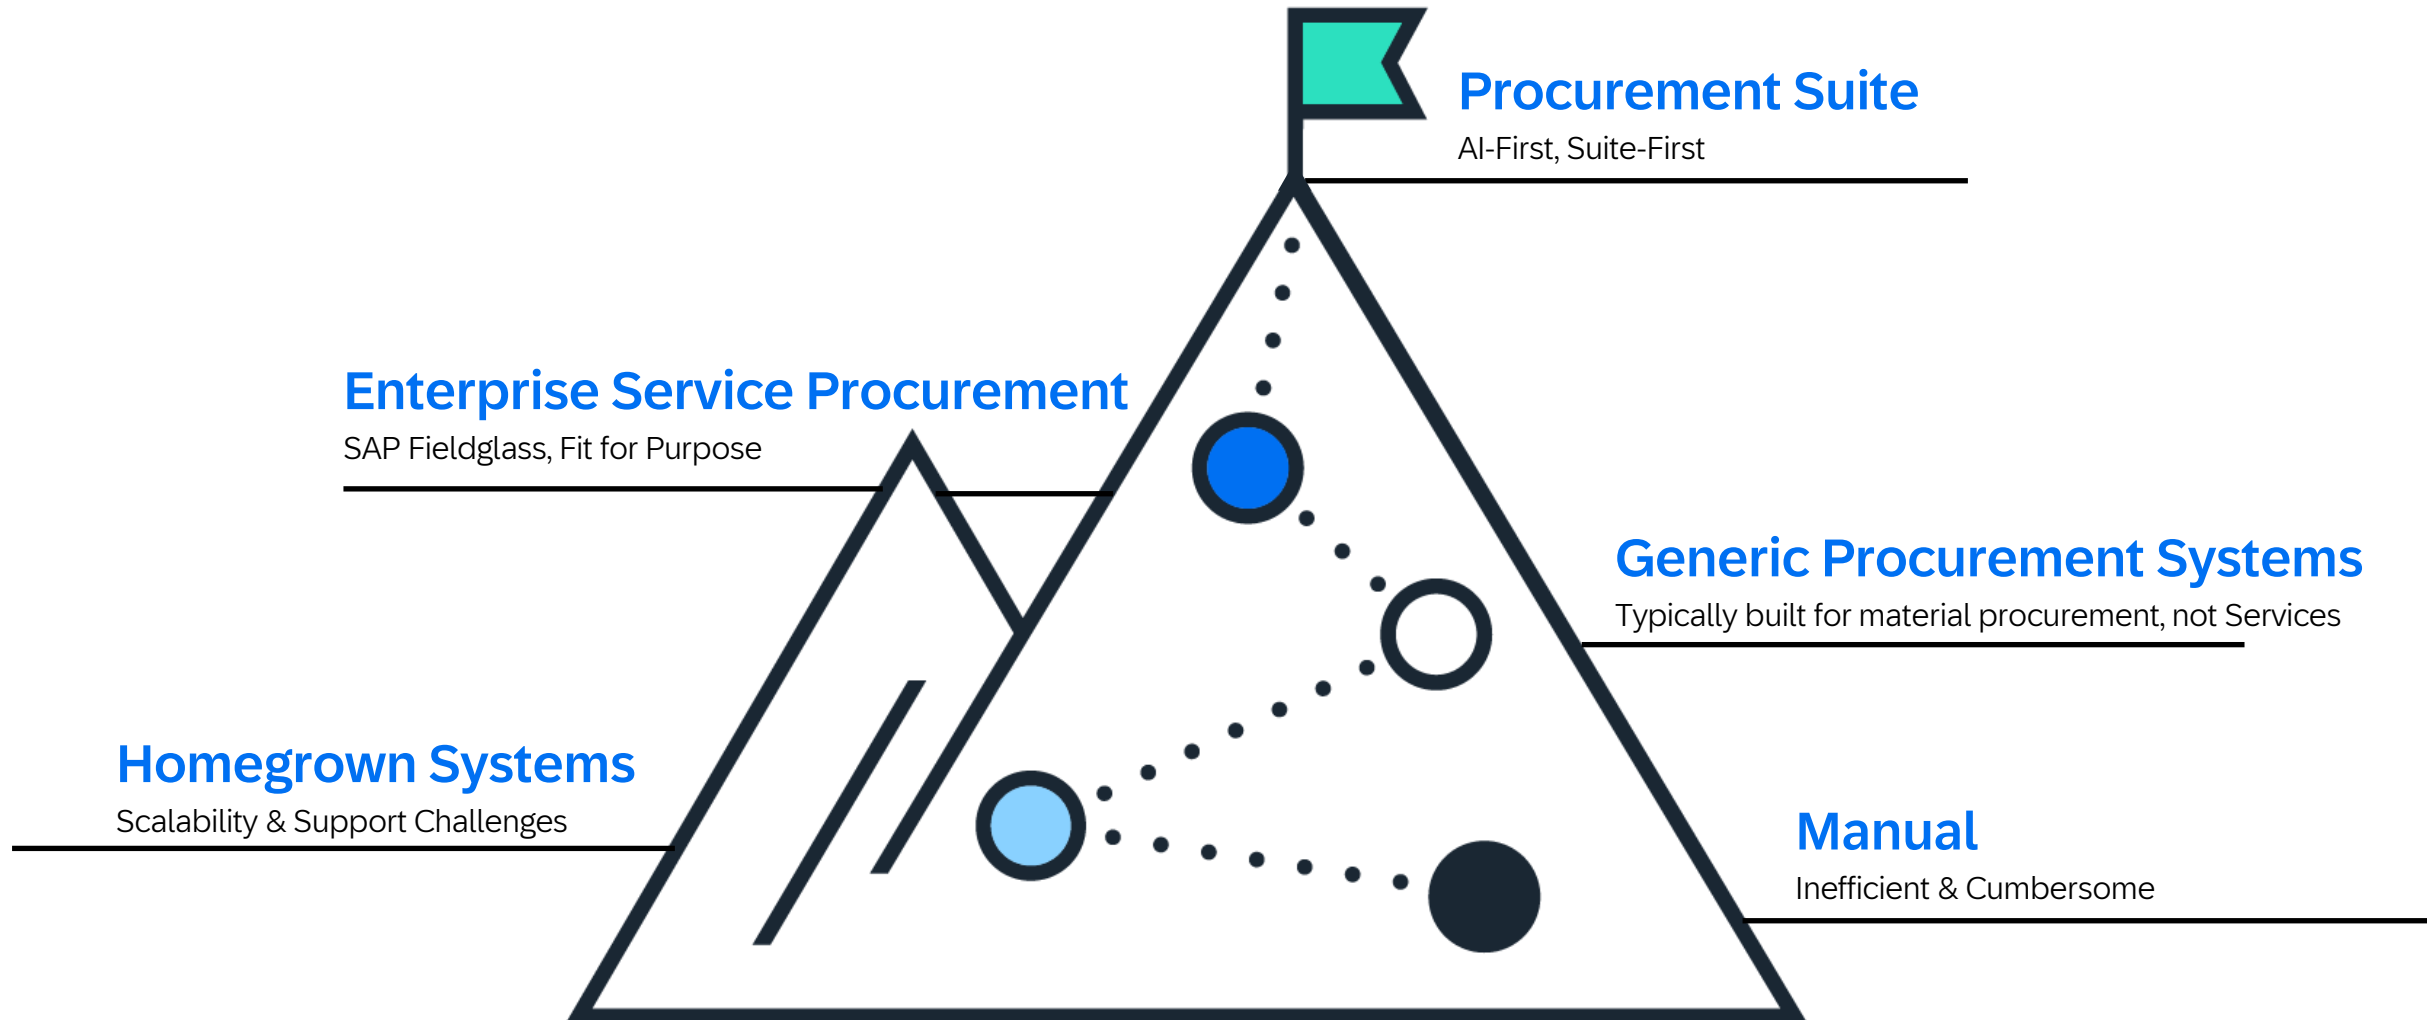 Procurement Suite
AI-First, Suite-First
Enterprise Service Procurement
SAP Fieldglass, Fit for Purpose
Generic Procurement Systems
Typically built for material procurement, not Services
Homegrown Systems
Scalability & Support Challenges
Manual
Inefficient & Cumbersome